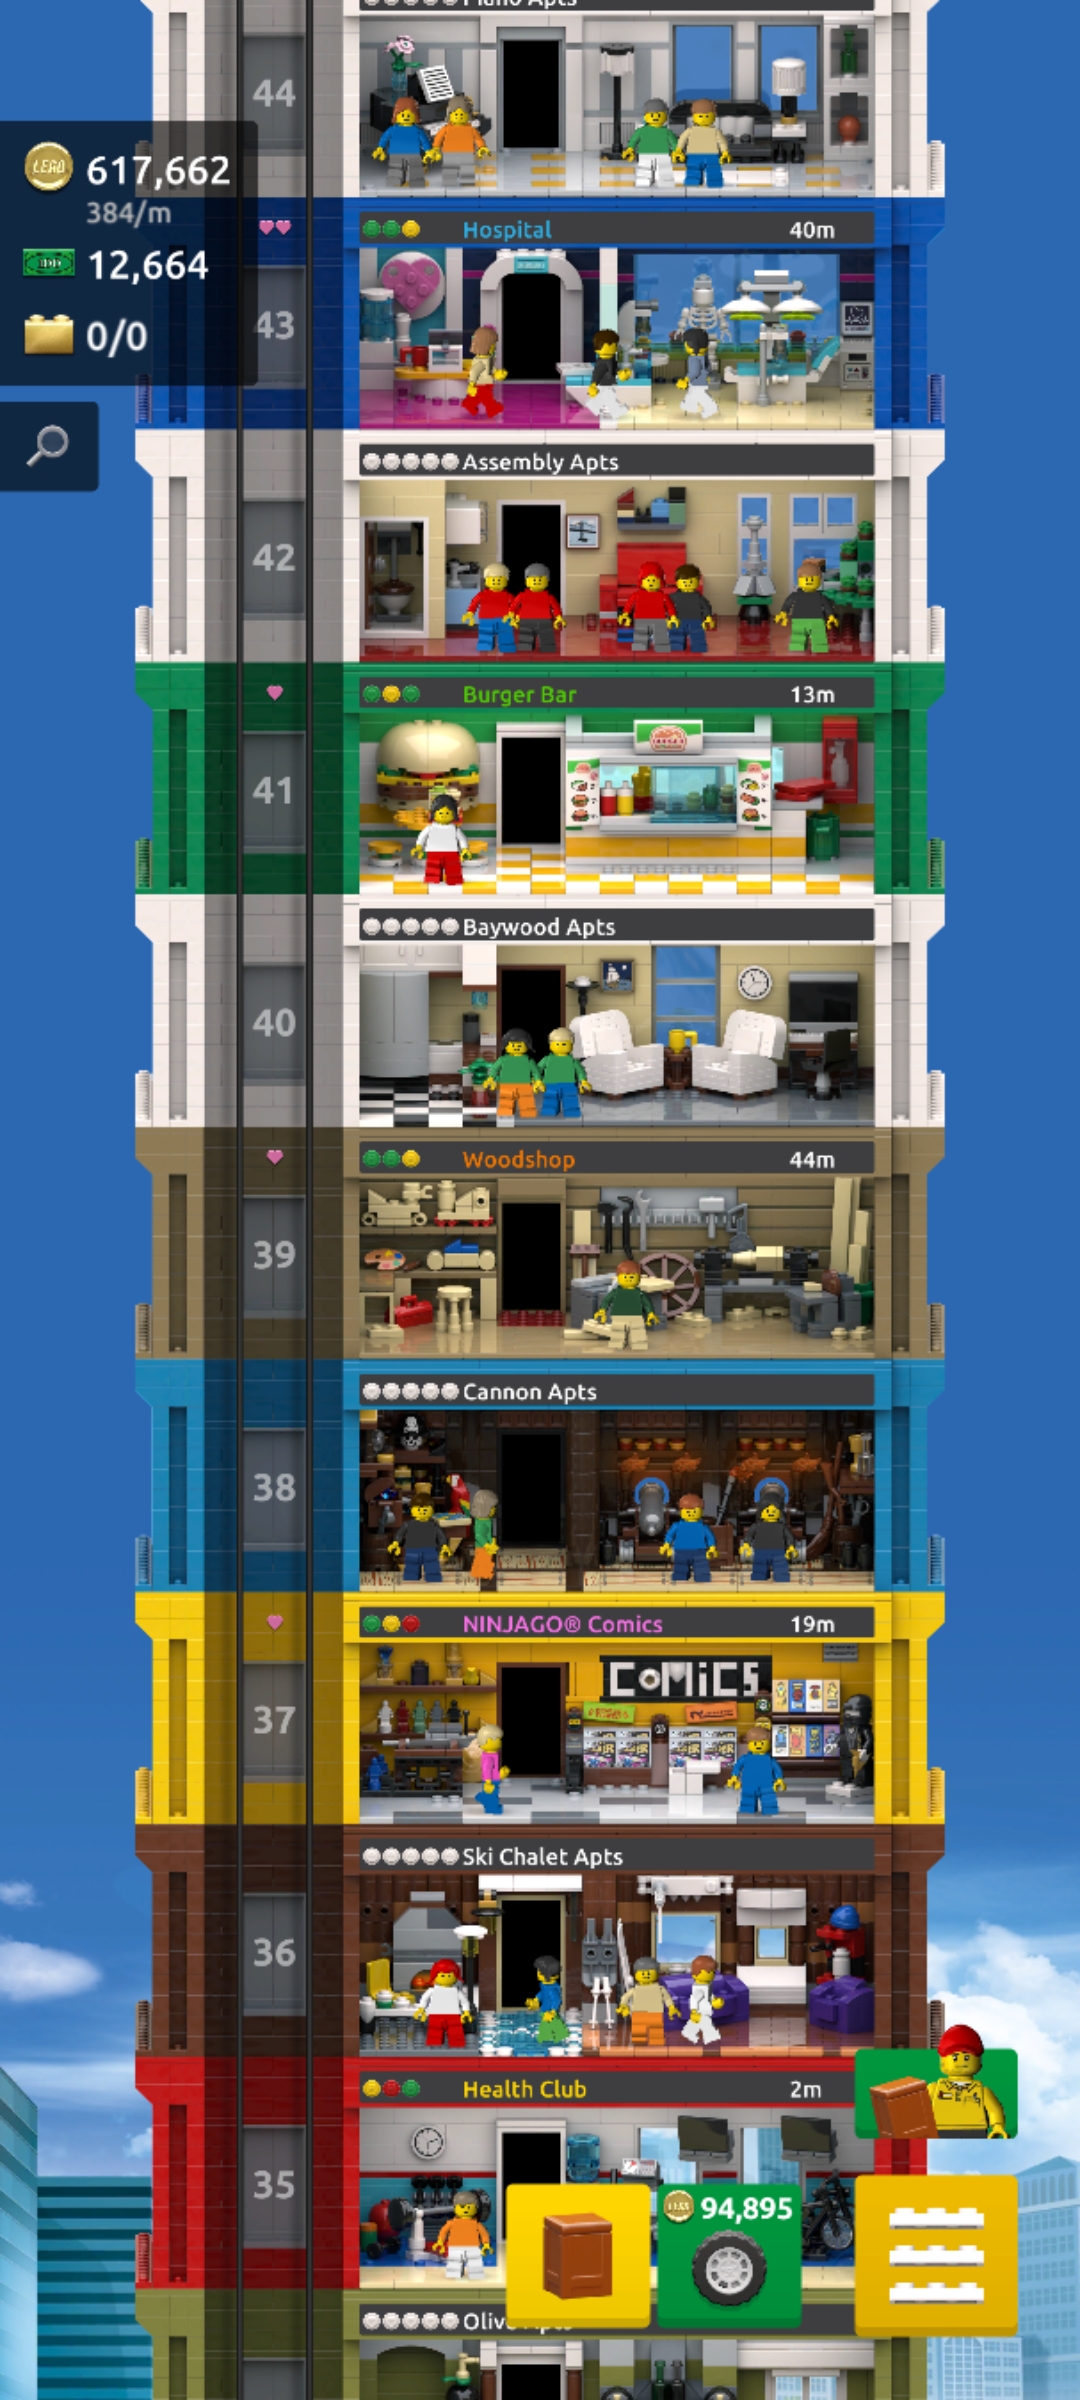 Piano Apts
44
LEGO 617,662
384/m
12,664
0/0
Hospital 40m
43
Assembly Apts
42
Burger Bar 13m
41
Baywood Apts
40
Woodshop 44m
39
Cannon Apts
38
NINJAGO® Comics 19m
COMiCS
37
Ski Chalet Apts
36
Health Club 2m
35
94,895
Apts